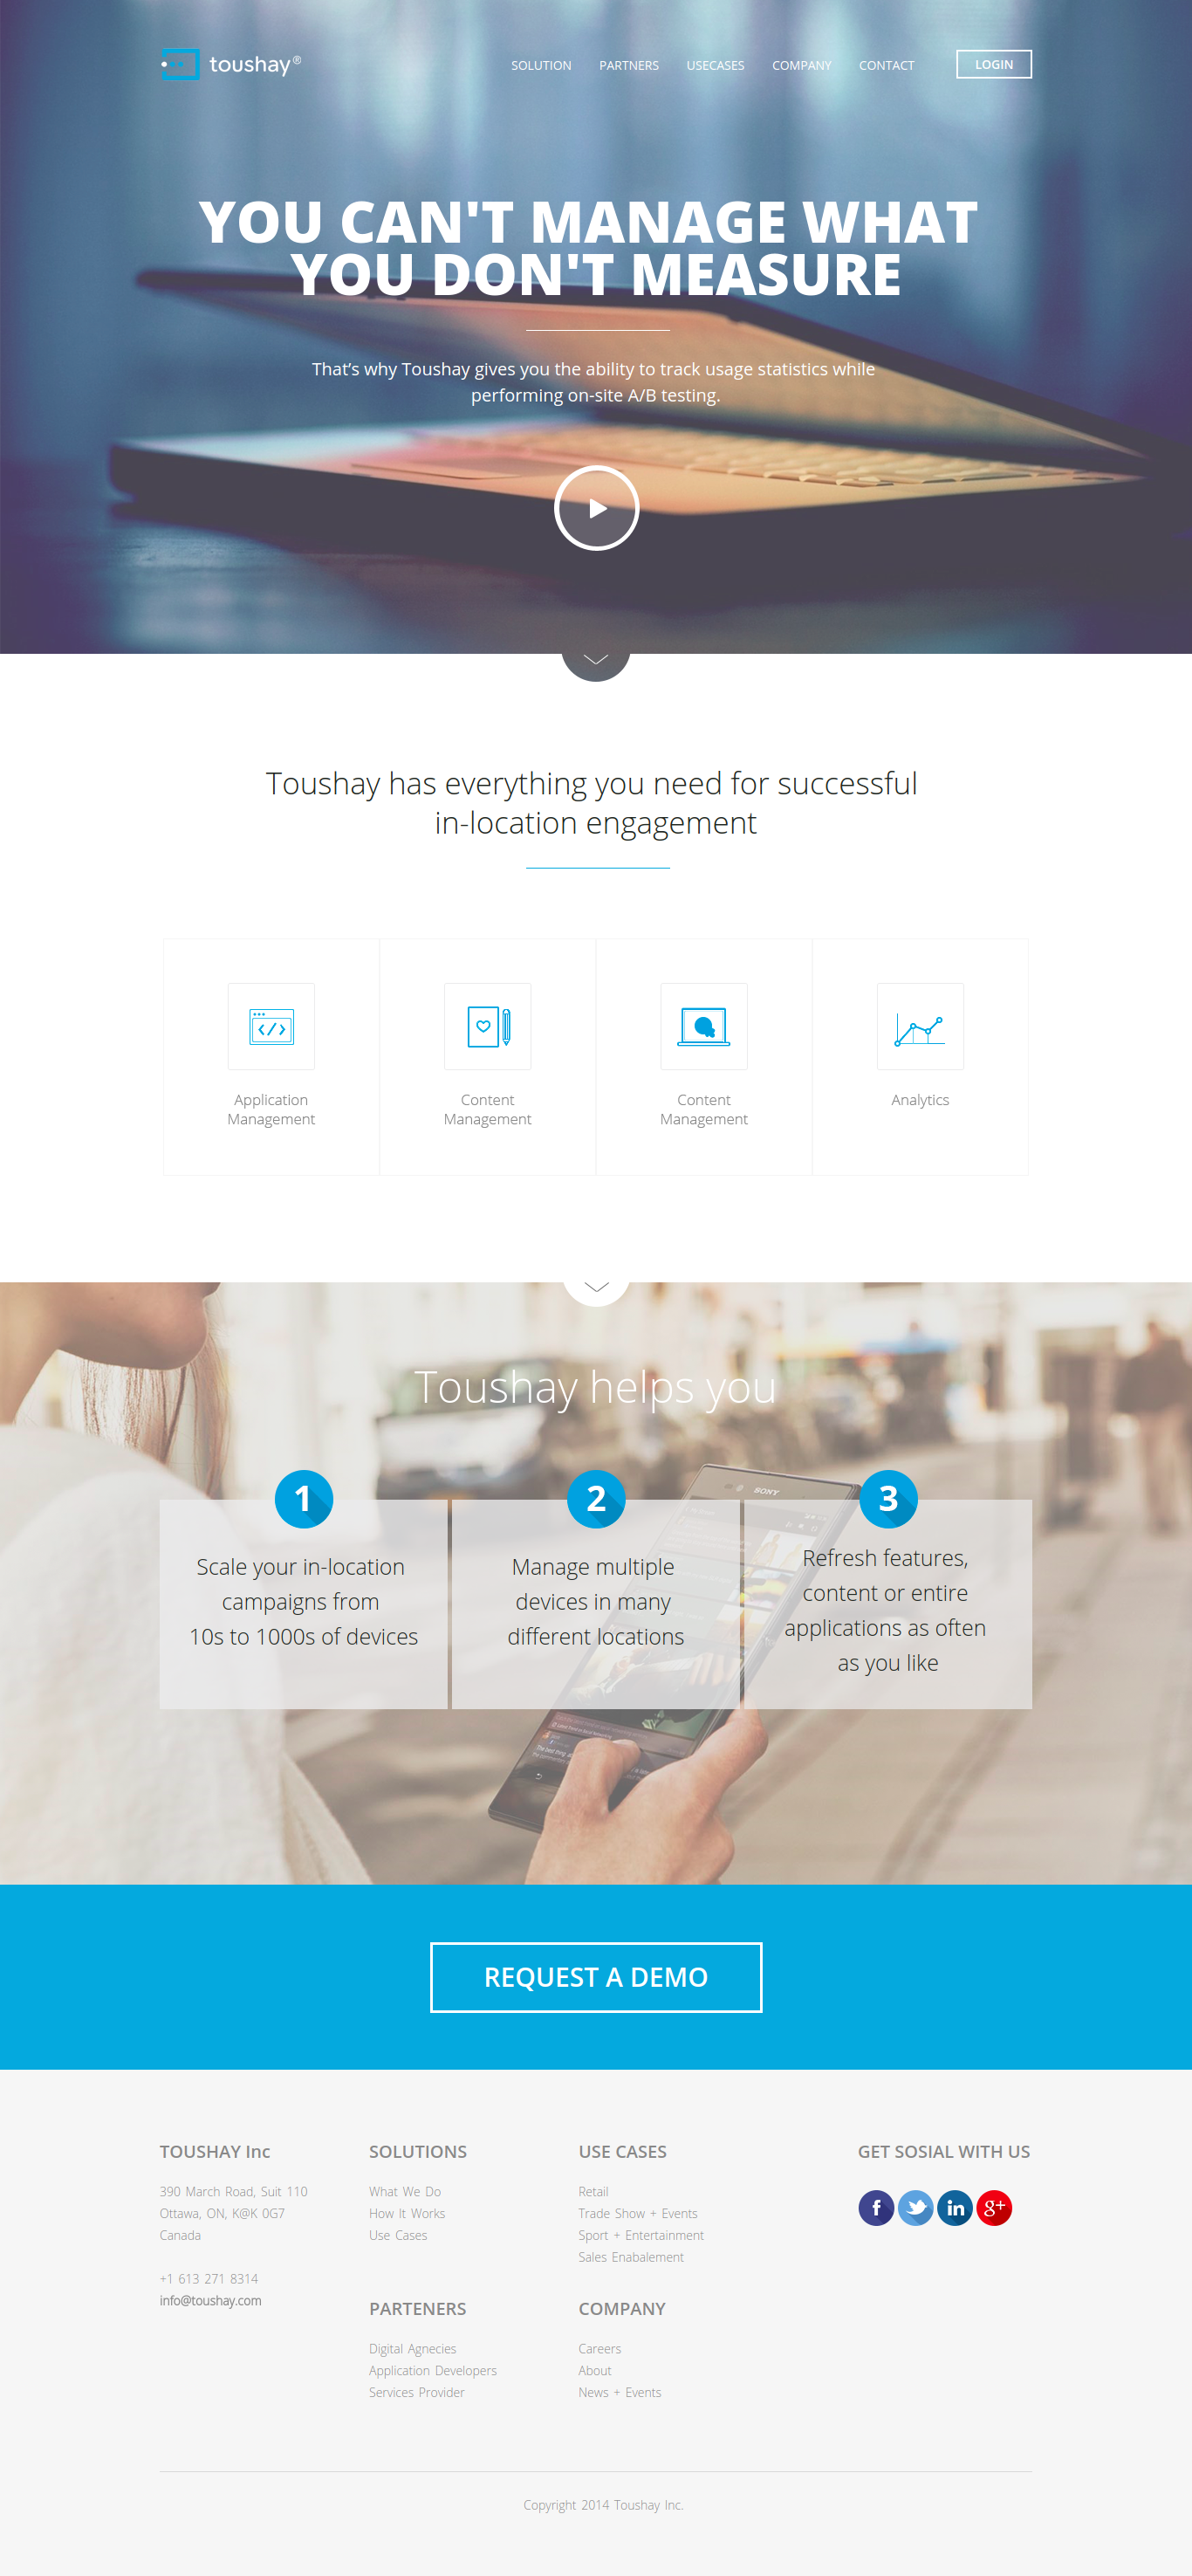 toushay®
SOLUTION PARTNERS USECASES COMPANY CONTACT LOGIN
YOU CAN'T MANAGE WHAT
YOU DON'T MEASURE
That's why Toushay gives you the ability to track usage statistics while
performing on-site A/B testing.
Toushay has everything you need for successful
in-location engagement
Application
Management
Content
Management
Content
Management
Analytics
Toushay helps you
SONY
1
Scale your in-location
campaigns from
10s to 1000s of devices
2
Manage multiple
devices in many
different locations
3
Refresh features,
content or entire
applications as often
as you like
REQUEST A DEMO
TOUSHAY Inc
390 March Road, Suit 110
Ottawa, ON, K@K 0G7
Canada
+1 613 271 8314
info@toushay.com
SOLUTIONS
What We Do
How It Works
Use Cases
PARTENERS
Digital Agnecies
Application Developers
Services Provider
USE CASES
Retail
Trade Show + Events
Sport + Entertainment
Sales Enabalement
COMPANY
Careers
About
News + Events
GET SOSIAL WITH US
f in g+
Copyright 2014 Toushay Inc.